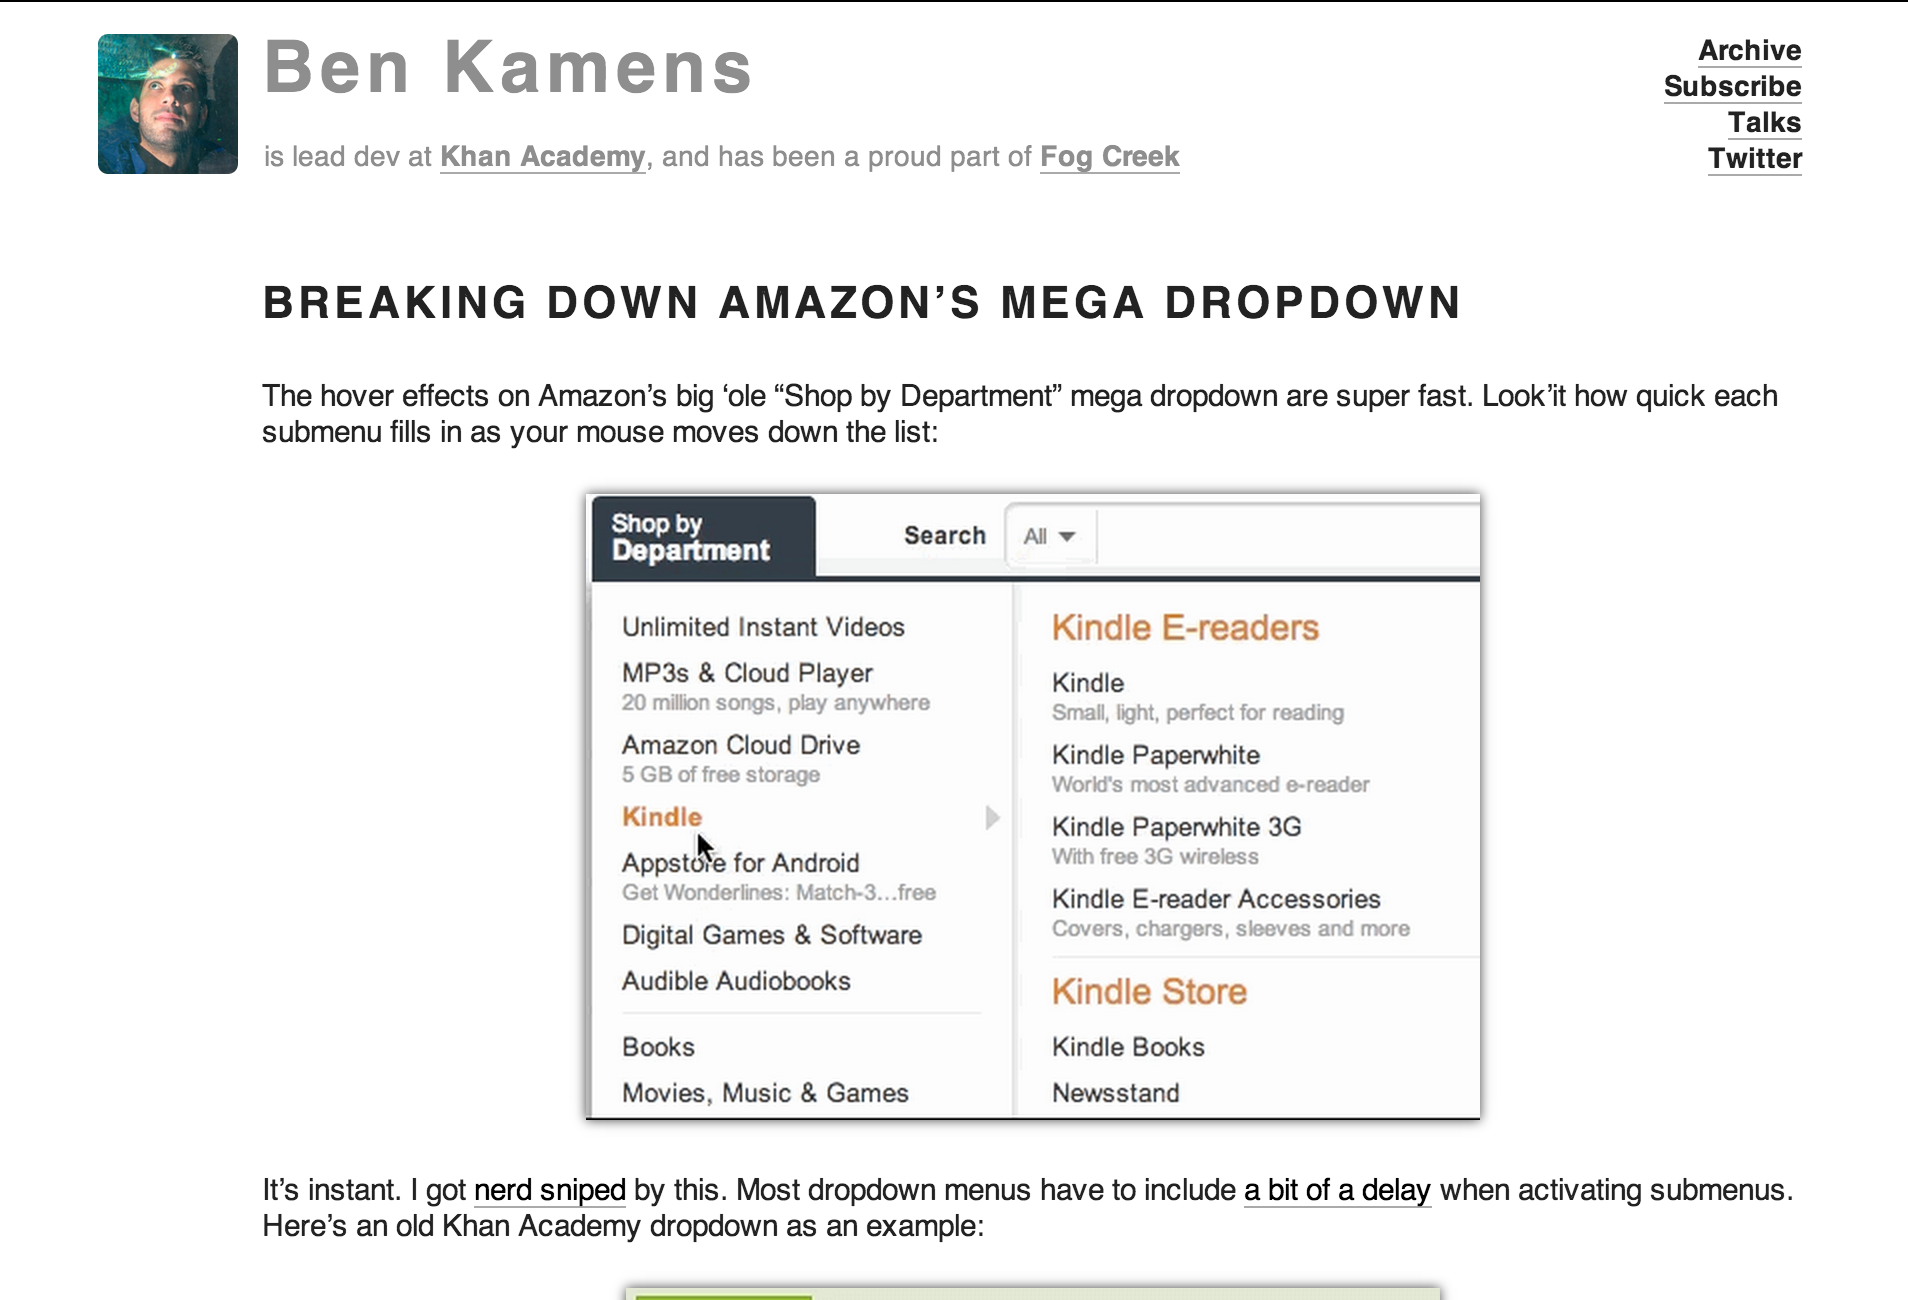 Ben Kamens
is lead dev at Khan Academy, and has been a proud part of Fog Creek
Archive
Subscribe
Talks
Twitter
BREAKING DOWN AMAZON’S MEGA DROPDOWN
The hover effects on Amazon’s big ‘ole “Shop by Department” mega dropdown are super fast. Look’it how quick each
submenu fills in as your mouse moves down the list:
Shop by
Department
Search
All
Unlimited Instant Videos
MP3s & Cloud Player
20 million songs, play anywhere
Amazon Cloud Drive
5 GB of free storage
Kindle
Appstore for Android
Get Wonderlines: Match-3...free
Digital Games & Software
Audible Audiobooks
Books
Movies, Music & Games
Kindle E-readers
Kindle
Small, light, perfect for reading
Kindle Paperwhite
World's most advanced e-reader
Kindle Paperwhite 3G
With free 3G wireless
Kindle E-reader Accessories
Covers, chargers, sleeves and more
Kindle Store
Kindle Books
Newsstand
It’s instant. I got nerd sniped by this. Most dropdown menus have to include a bit of a delay when activating submenus.
Here’s an old Khan Academy dropdown as an example: